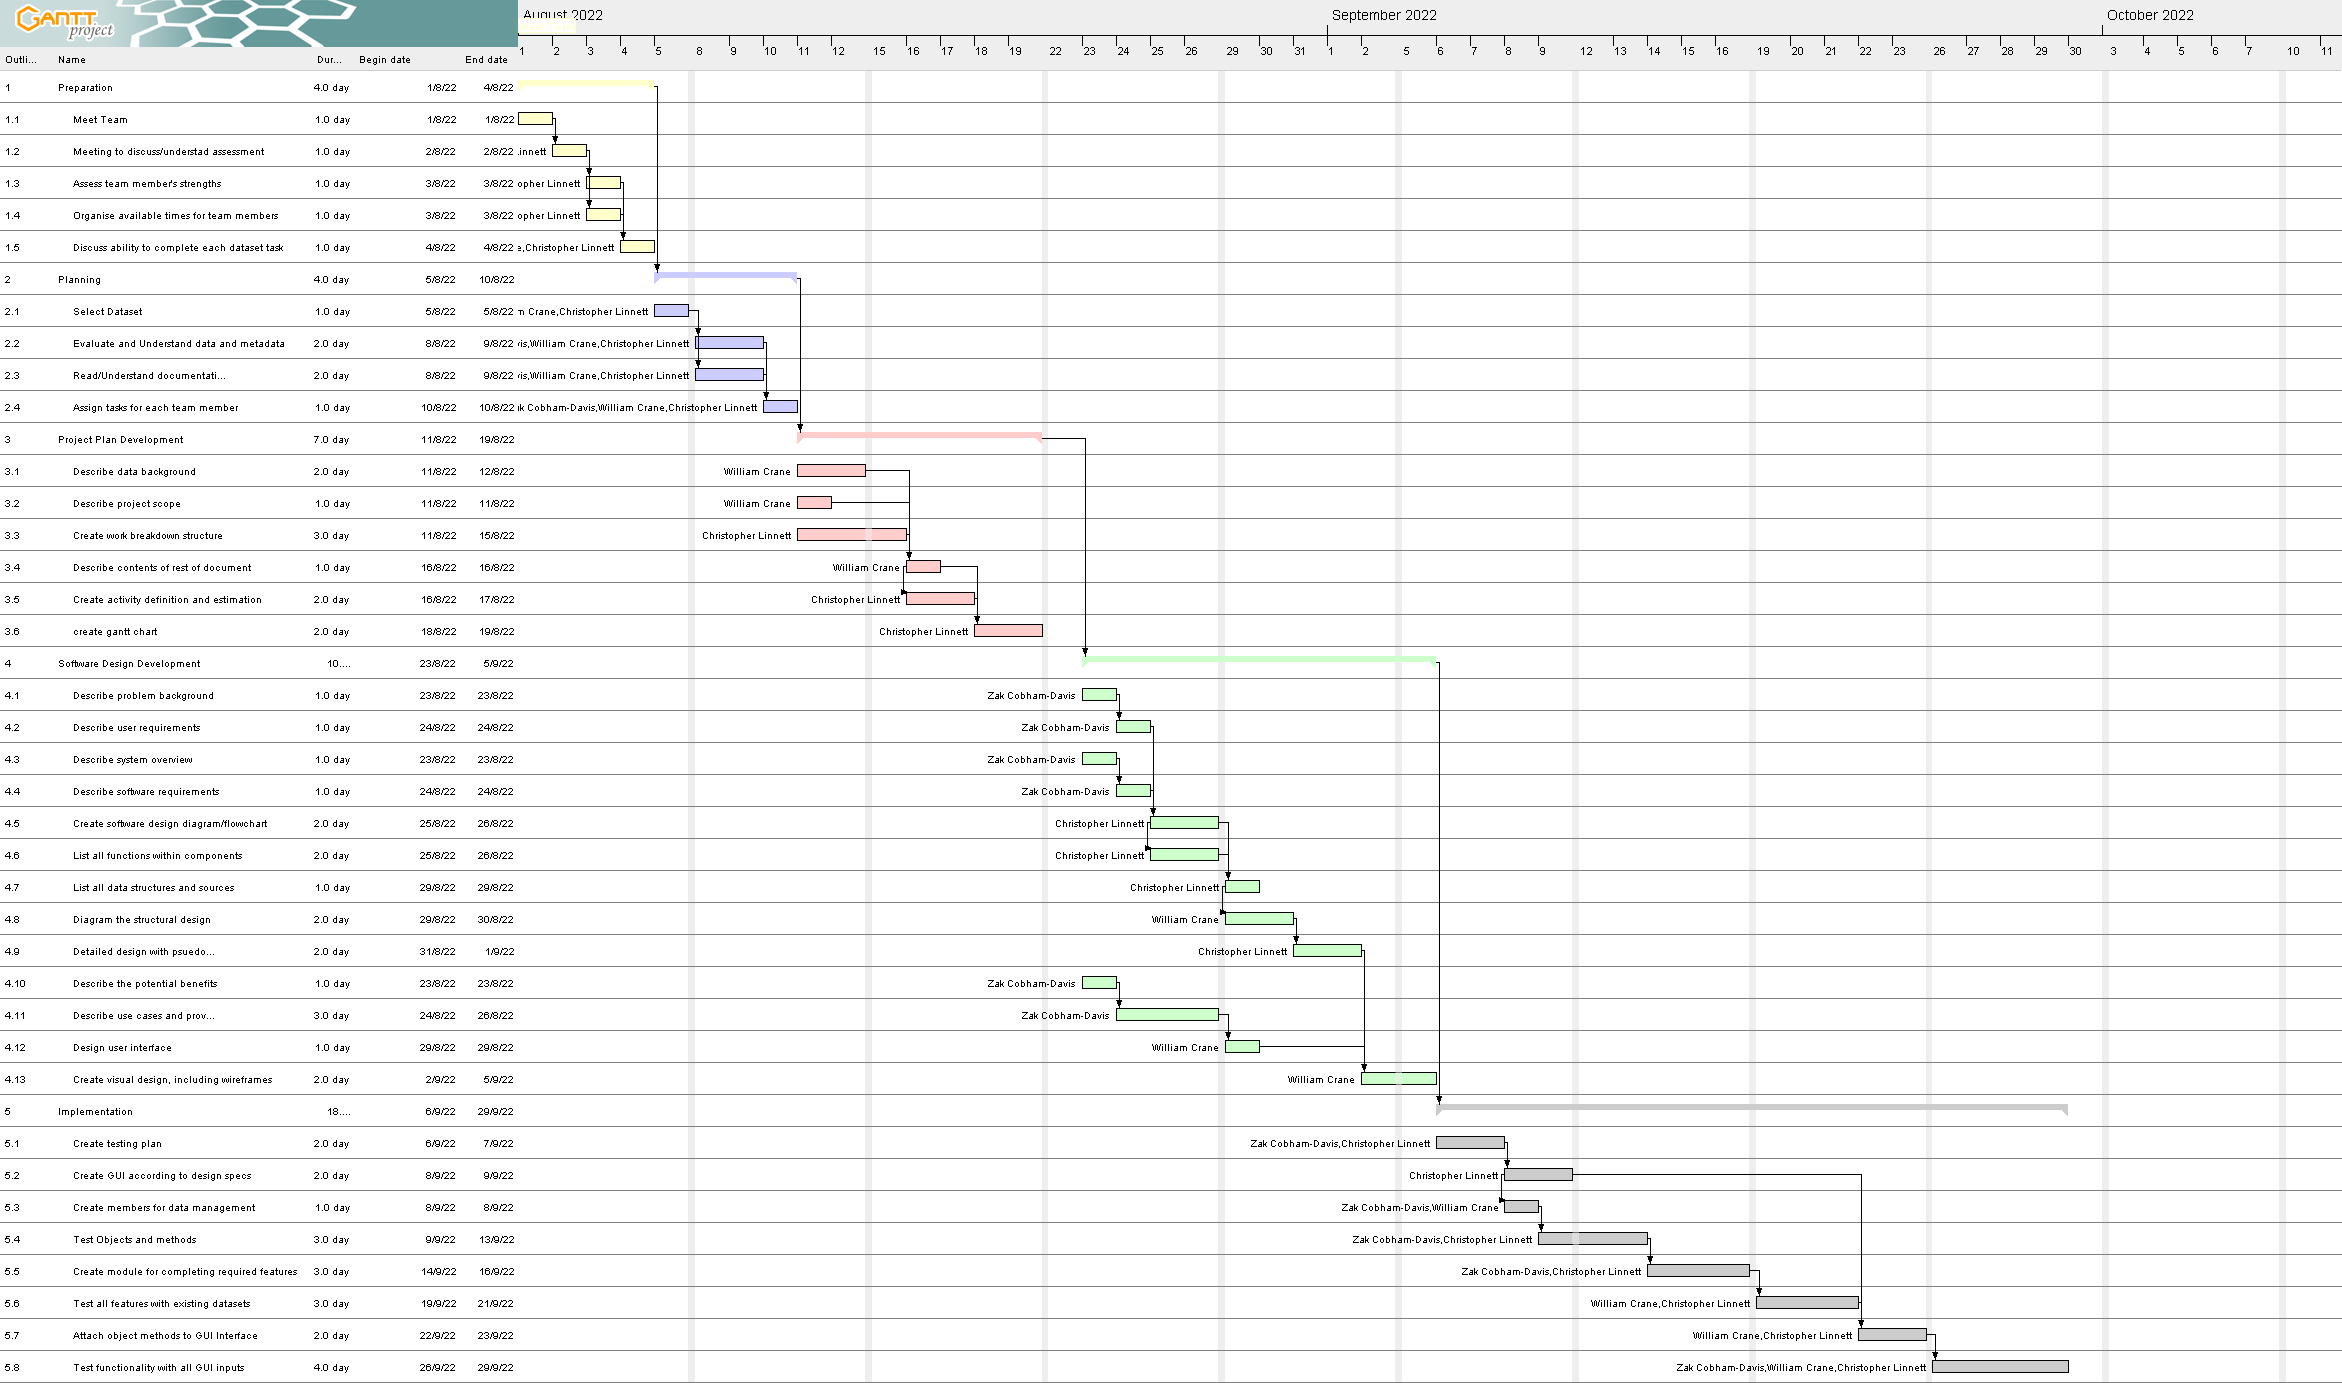 GANTT project
August 2022 September 2022 October 2022
1 2 3 4 5 8 9 10 11 12 15 16 17 18 19 22 23 24 25 26 29 30 31 1 2 5 6 7 8 9 12 13 14 15 16 19 20 21 22 23 26 27 28 29 30 3 4 5 6 7 10 11
Outli... Name Dur... Begin date End date
1 Preparation 4.0 day 1/8/22 4/8/22
1.1 Meet Team 1.0 day 1/8/22 1/8/22
1.2 Meeting to discuss/understad assessment 1.0 day 2/8/22 2/8/22 innett
1.3 Assess team member's strengths 1.0 day 3/8/22 3/8/22 opher Linnett
1.4 Organise available times for team members 1.0 day 3/8/22 3/8/22 opher Linnett
1.5 Discuss ability to complete each dataset task 1.0 day 4/8/22 4/8/22 ,Christopher Linnett
2 Planning 4.0 day 5/8/22 10/8/22
2.1 Select Dataset 1.0 day 5/8/22 5/8/22 Crane,Christopher Linnett
2.2 Evaluate and Understand data and metadata 2.0 day 8/8/22 9/8/22 is,William Crane,Christopher Linnett
2.3 Read/Understand documentati... 2.0 day 8/8/22 9/8/22 is,William Crane,Christopher Linnett
2.4 Assign tasks for each team member 1.0 day 10/8/22 10/8/22 k Cobham-Davis,William Crane,Christopher Linnett
3 Project Plan Development 7.0 day 11/8/22 19/8/22
3.1 Describe data background 2.0 day 11/8/22 12/8/22 William Crane
3.2 Describe project scope 1.0 day 11/8/22 11/8/22 William Crane
3.3 Create work breakdown structure 3.0 day 11/8/22 15/8/22 Christopher Linnett
3.4 Describe contents of rest of document 1.0 day 16/8/22 16/8/22 William Crane
3.5 Create activity definition and estimation 2.0 day 16/8/22 17/8/22 Christopher Linnett
3.6 create gantt chart 2.0 day 18/8/22 19/8/22 Christopher Linnett
4 Software Design Development 10.... 23/8/22 5/9/22
4.1 Describe problem background 1.0 day 23/8/22 23/8/22 Zak Cobham-Davis
4.2 Describe user requirements 1.0 day 24/8/22 24/8/22 Zak Cobham-Davis
4.3 Describe system overview 1.0 day 23/8/22 23/8/22 Zak Cobham-Davis
4.4 Describe software requirements 1.0 day 24/8/22 24/8/22 Zak Cobham-Davis
4.5 Create software design diagram/flowchart 2.0 day 25/8/22 26/8/22 Christopher Linnett
4.6 List all functions within components 2.0 day 25/8/22 26/8/22 Christopher Linnett
4.7 List all data structures and sources 1.0 day 29/8/22 29/8/22 Christopher Linnett
4.8 Diagram the structural design 2.0 day 29/8/22 30/8/22 William Crane
4.9 Detailed design with psuedo... 2.0 day 31/8/22 1/9/22 Christopher Linnett
4.10 Describe the potential benefits 1.0 day 23/8/22 23/8/22 Zak Cobham-Davis
4.11 Describe use cases and prov... 3.0 day 24/8/22 26/8/22 Zak Cobham-Davis
4.12 Design user interface 1.0 day 29/8/22 29/8/22 William Crane
4.13 Create visual design, including wireframes 2.0 day 2/9/22 5/9/22 William Crane
5 Implementation 18.... 6/9/22 29/9/22
5.1 Create testing plan 2.0 day 6/9/22 7/9/22 Zak Cobham-Davis,Christopher Linnett
5.2 Create GUI according to design specs 2.0 day 8/9/22 9/9/22 Christopher Linnett
5.3 Create members for data management 1.0 day 8/9/22 8/9/22 Zak Cobham-Davis,William Crane
5.4 Test Objects and methods 3.0 day 9/9/22 13/9/22 Zak Cobham-Davis,Christopher Linnett
5.5 Create module for completing required features 3.0 day 14/9/22 16/9/22 Zak Cobham-Davis,Christopher Linnett
5.6 Test all features with existing datasets 3.0 day 19/9/22 21/9/22 William Crane,Christopher Linnett
5.7 Attach object methods to GUI Interface 2.0 day 22/9/22 23/9/22 William Crane,Christopher Linnett
5.8 Test functionality with all GUI inputs 4.0 day 26/9/22 29/9/22 Zak Cobham-Davis,William Crane,Christopher Linnett